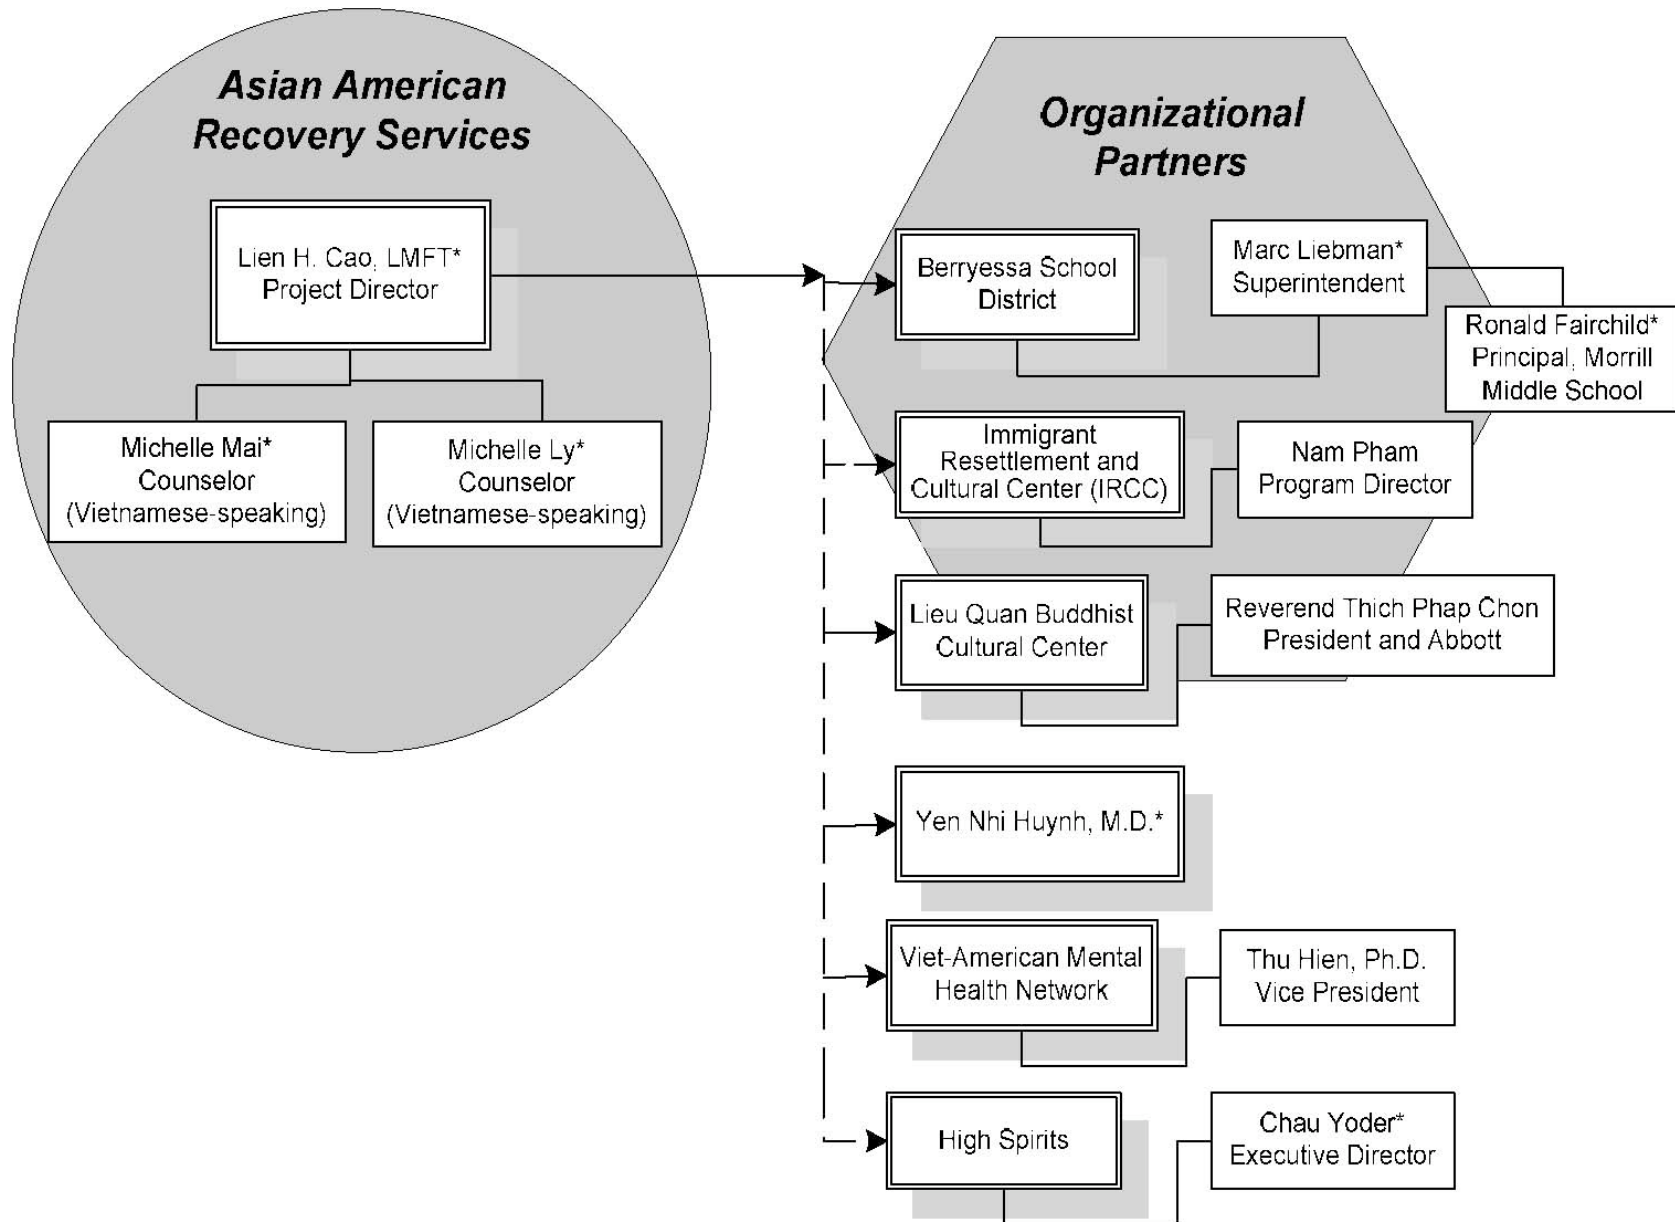 Asian American
Recovery Services
Lien H. Cao, LMFT*
Project Director
Michelle Mai*
Counselor
(Vietnamese-speaking)
Michelle Ly*
Counselor
(Vietnamese-speaking)
Organizational
Partners
Berryessa School
District
Marc Liebman*
Superintendent
Ronald Fairchild*
Principal, Morrill
Middle School
Immigrant
Resettlement and
Cultural Center (IRCC)
Nam Pham
Program Director
Lieu Quan Buddhist
Cultural Center
Reverend Thich Phap Chon
President and Abbott
Yen Nhi Huynh, M.D.*
Viet-American Mental
Health Network
Thu Hien, Ph.D.
Vice President
High Spirits
Chau Yoder*
Executive Director